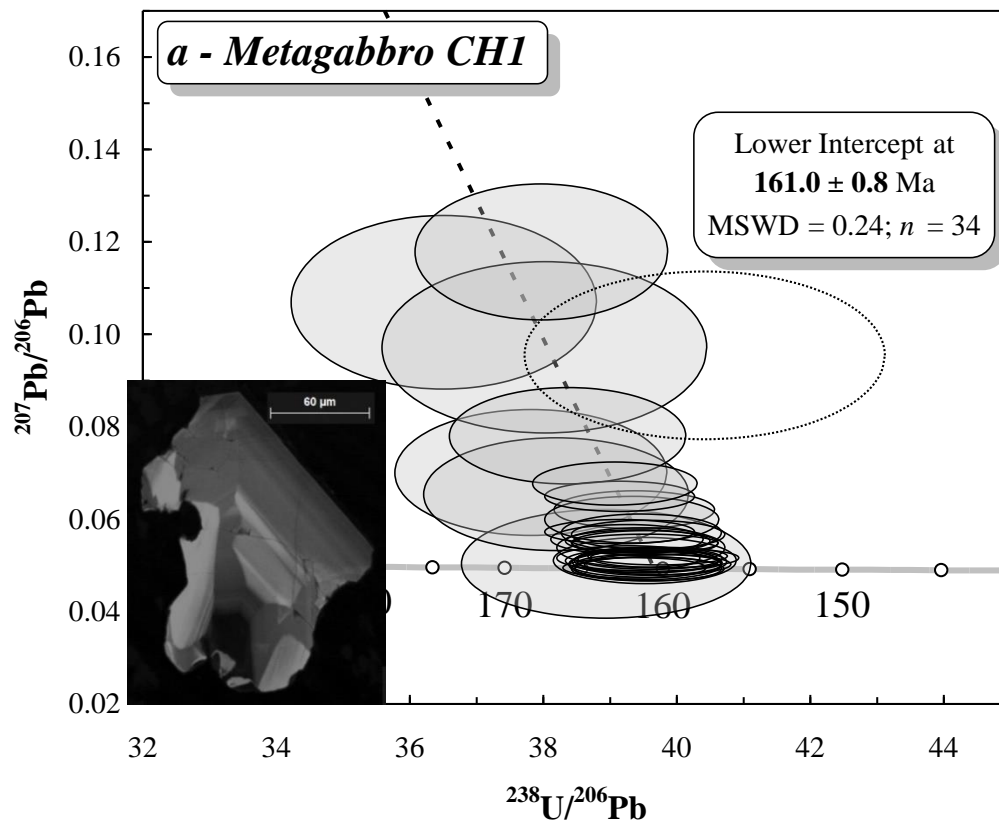 a - Metagabbro CH1
Lower Intercept at
161.0 ± 0.8 Ma
MSWD = 0.24; n = 34
0.16
0.14
0.12
0.10
0.08
0.06
0.04
0.02
²⁰⁷Pb/²⁰⁶Pb
60 µm
0
170
160
150
32
34
36
38
40
42
44
²³⁸U/²⁰⁶Pb